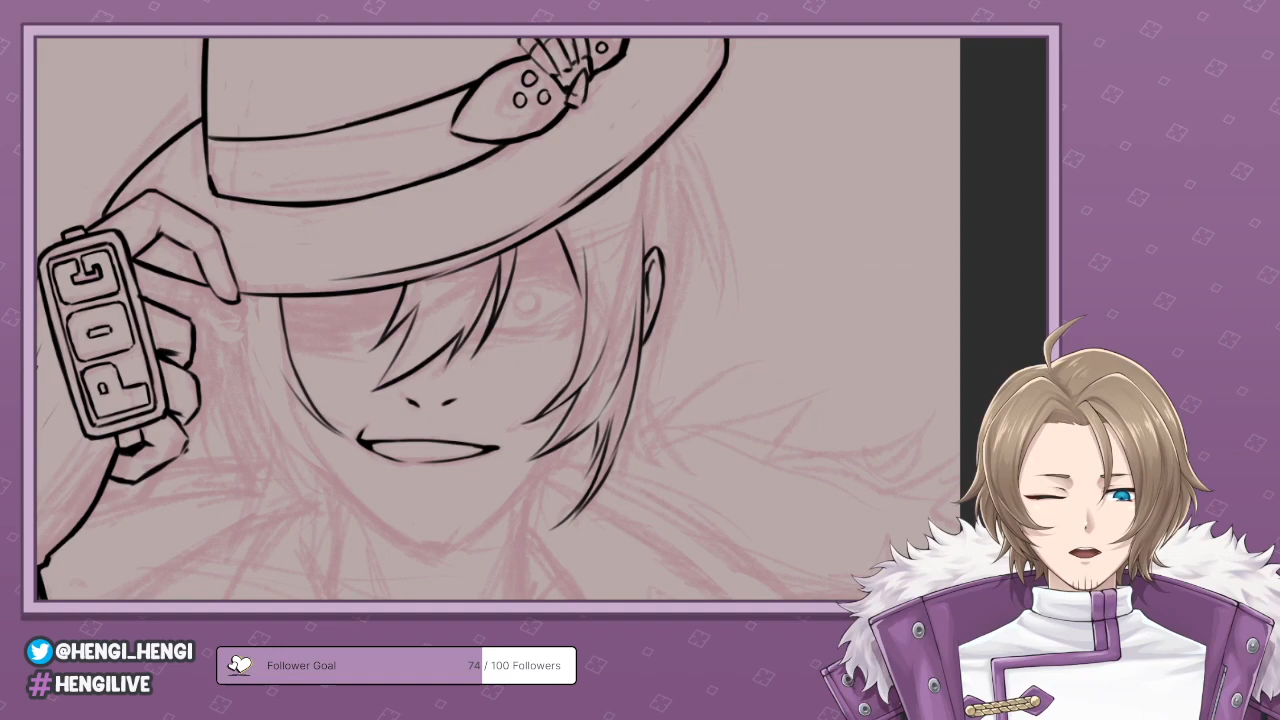 POG
@HENGI_HENGI
# HENGILIVE
Follower Goal
74 / 100 Followers